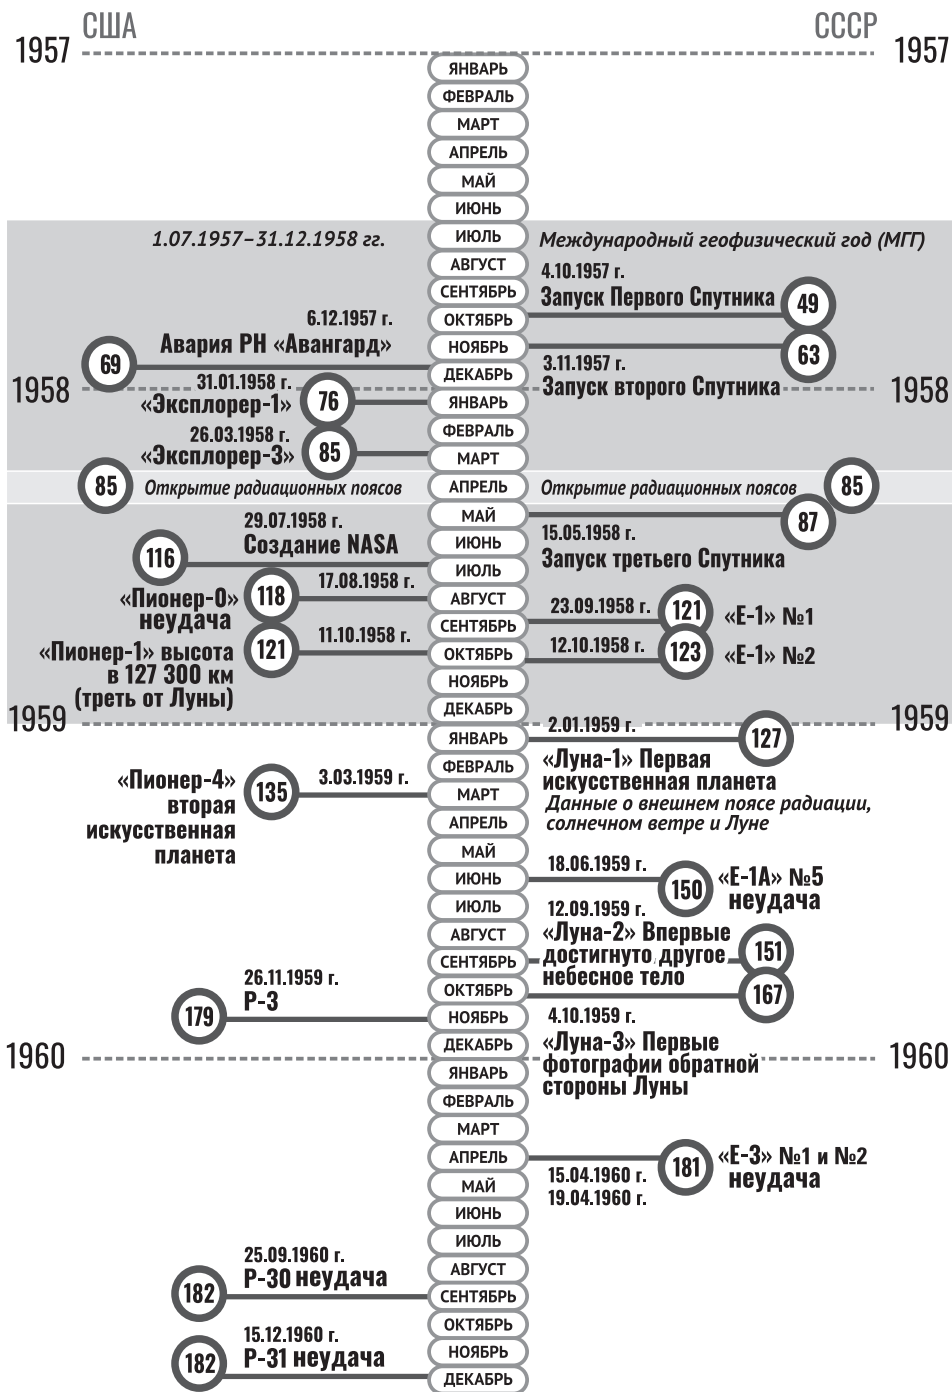 США
СССР
1957
1957
ЯНВАРЬ
ФЕВРАЛЬ
МАРТ
АПРЕЛЬ
МАЙ
ИЮНЬ
1.07.1957–31.12.1958 гг.
ИЮЛЬ
Международный геофизический год (МГГ)
АВГУСТ
4.10.1957 г.
Запуск Первого Спутника
49
СЕНТЯБРЬ
6.12.1957 г.
ОКТЯБРЬ
Авария РН «Авангард»
69
НОЯБРЬ
63
3.11.1957 г.
Запуск второго Спутника
ДЕКАБРЬ
1958
1958
31.01.1958 г.
«Эксплорер-1»
76
ЯНВАРЬ
26.03.1958 г.
«Эксплорер-3»
85
ФЕВРАЛЬ
МАРТ
85
Открытие радиационных поясов
АПРЕЛЬ
Открытие радиационных поясов
85
29.07.1958 г.
Создание NASA
116
МАЙ
87
15.05.1958 г.
Запуск третьего Спутника
ИЮНЬ
ИЮЛЬ
17.08.1958 г.
«Пионер-0»
неудача
118
АВГУСТ
23.09.1958 г.
121
«Е-1» №1
СЕНТЯБРЬ
11.10.1958 г.
121
«Пионер-1» высота
в 127 300 км
(треть от Луны)
ОКТЯБРЬ
12.10.1958 г.
123
«Е-1» №2
НОЯБРЬ
ДЕКАБРЬ
1959
1959
2.01.1959 г.
127
ЯНВАРЬ
«Луна-1» Первая
искусственная планета
Данные о внешнем поясе радиации,
солнечном ветре и Луне
ФЕВРАЛЬ
3.03.1959 г.
135
«Пионер-4»
вторая
искусственная
планета
МАРТ
АПРЕЛЬ
МАЙ
18.06.1959 г.
150
«Е-1А» №5
неудача
ИЮНЬ
ИЮЛЬ
12.09.1959 г.
«Луна-2» Впервые
достигнуто другое
небесное тело
151
АВГУСТ
СЕНТЯБРЬ
26.11.1959 г.
Р-3
179
ОКТЯБРЬ
167
НОЯБРЬ
4.10.1959 г.
«Луна-3» Первые
фотографии обратной
стороны Луны
ДЕКАБРЬ
1960
1960
ЯНВАРЬ
ФЕВРАЛЬ
МАРТ
АПРЕЛЬ
15.04.1960 г.
19.04.1960 г.
181
«Е-3» №1 и №2
неудача
МАЙ
ИЮНЬ
ИЮЛЬ
25.09.1960 г.
Р-30 неудача
182
АВГУСТ
СЕНТЯБРЬ
ОКТЯБРЬ
15.12.1960 г.
Р-31 неудача
182
НОЯБРЬ
ДЕКАБРЬ